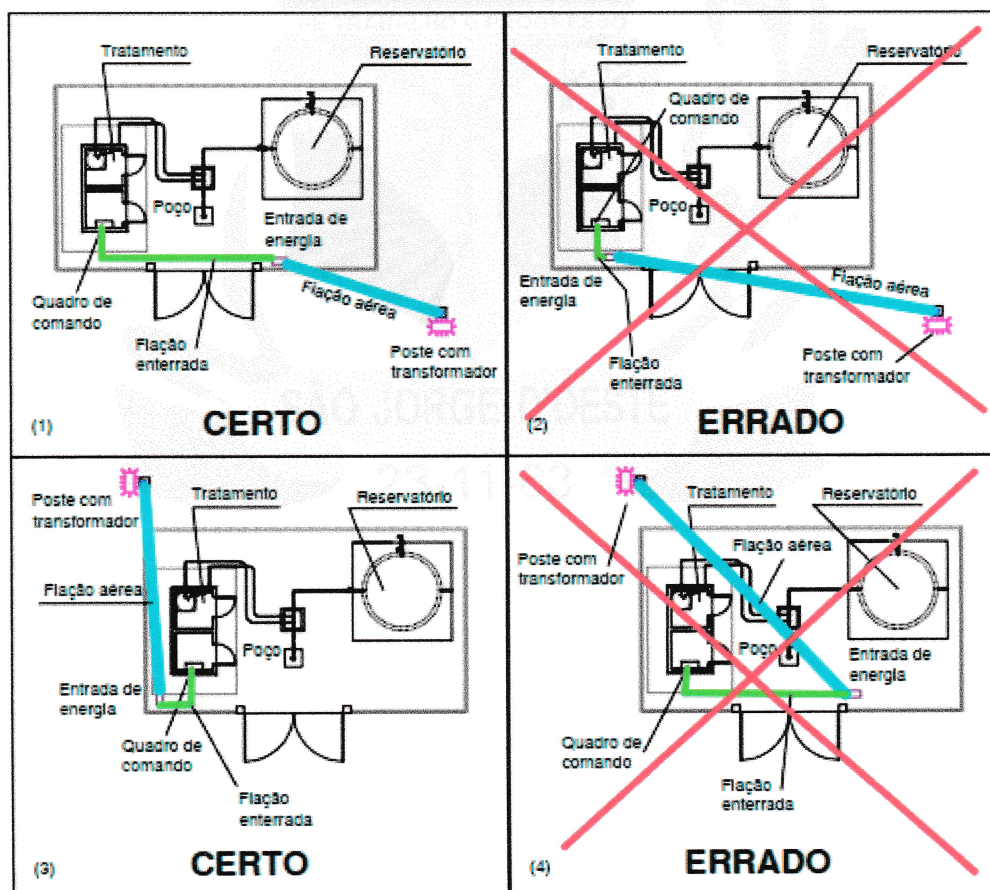 Tratamento
Reservatório
Poço
Entrada de
energia
Fiação aérea
Quadro de
comando
Fiação
enterrada
Poste com
transformador
(1)
CERTO
Tratamento
Reservatório
Quadro de
comando
Poço
Entrada de
energia
Fiação aérea
Fiação
enterrada
Poste com
transformador
(2)
ERRADO
Poste com
transformador
Tratamento
Reservatório
Fiação aérea
Poço
Entrada de
energia
Quadro de
comando
Fiação
enterrada
(3)
CERTO
Poste com
transformador
Tratamento
Reservatório
Fiação aérea
Poço
Entrada de
energia
Quadro de
comando
Fiação
enterrada
(4)
ERRADO